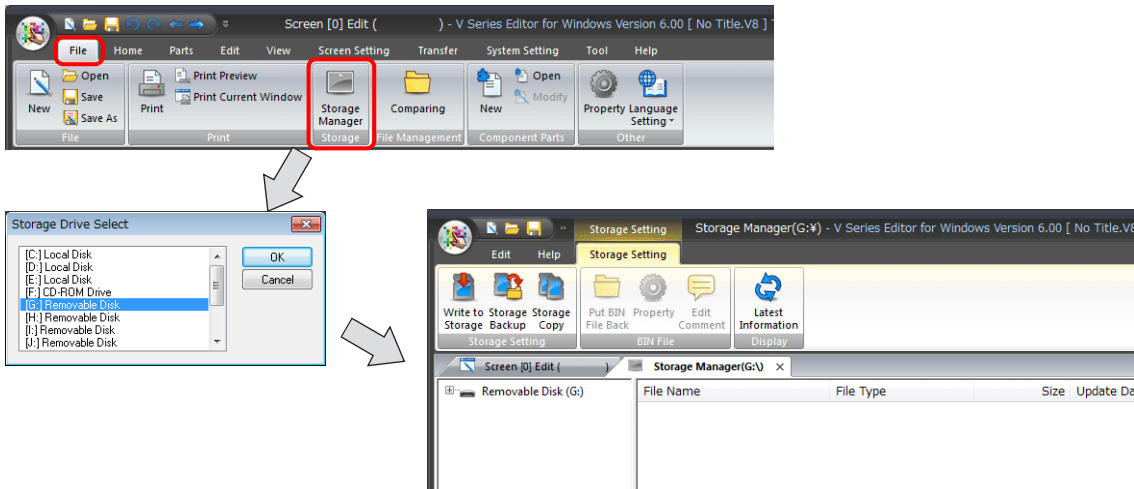 Screen [0] Edit ( ) - V Series Editor for Windows Version 6.00 [ No Title.V8 ]
File Home Parts Edit View Screen Setting Transfer System Setting Tool Help
New
Open
Save
Save As
File
Print
Print Preview
Print Current Window
Print
Storage
Manager
Storage
Comparing
File Management
New
Open
Modify
Component Parts
Property
Language
Setting
Other
Storage Drive Select
[C:] Local Disk
[D:] Local Disk
[E:] Local Disk
[F:] CD-ROM Drive
[G:] Removable Disk
[H:] Removable Disk
[I:] Removable Disk
[J:] Removable Disk
OK
Cancel
Storage Setting
Storage Manager(G:¥) - V Series Editor for Windows Version 6.00 [ No Title.V8
Edit Help Storage Setting
Write to
Storage
Storage
Backup
Storage
Copy
Storage Setting
Put BIN
File Back
Property
Edit
Comment
BIN File
Latest
Information
Display
Screen [0] Edit ( )
Storage Manager(G:\)
Removable Disk (G:)
File Name File Type Size Update Da